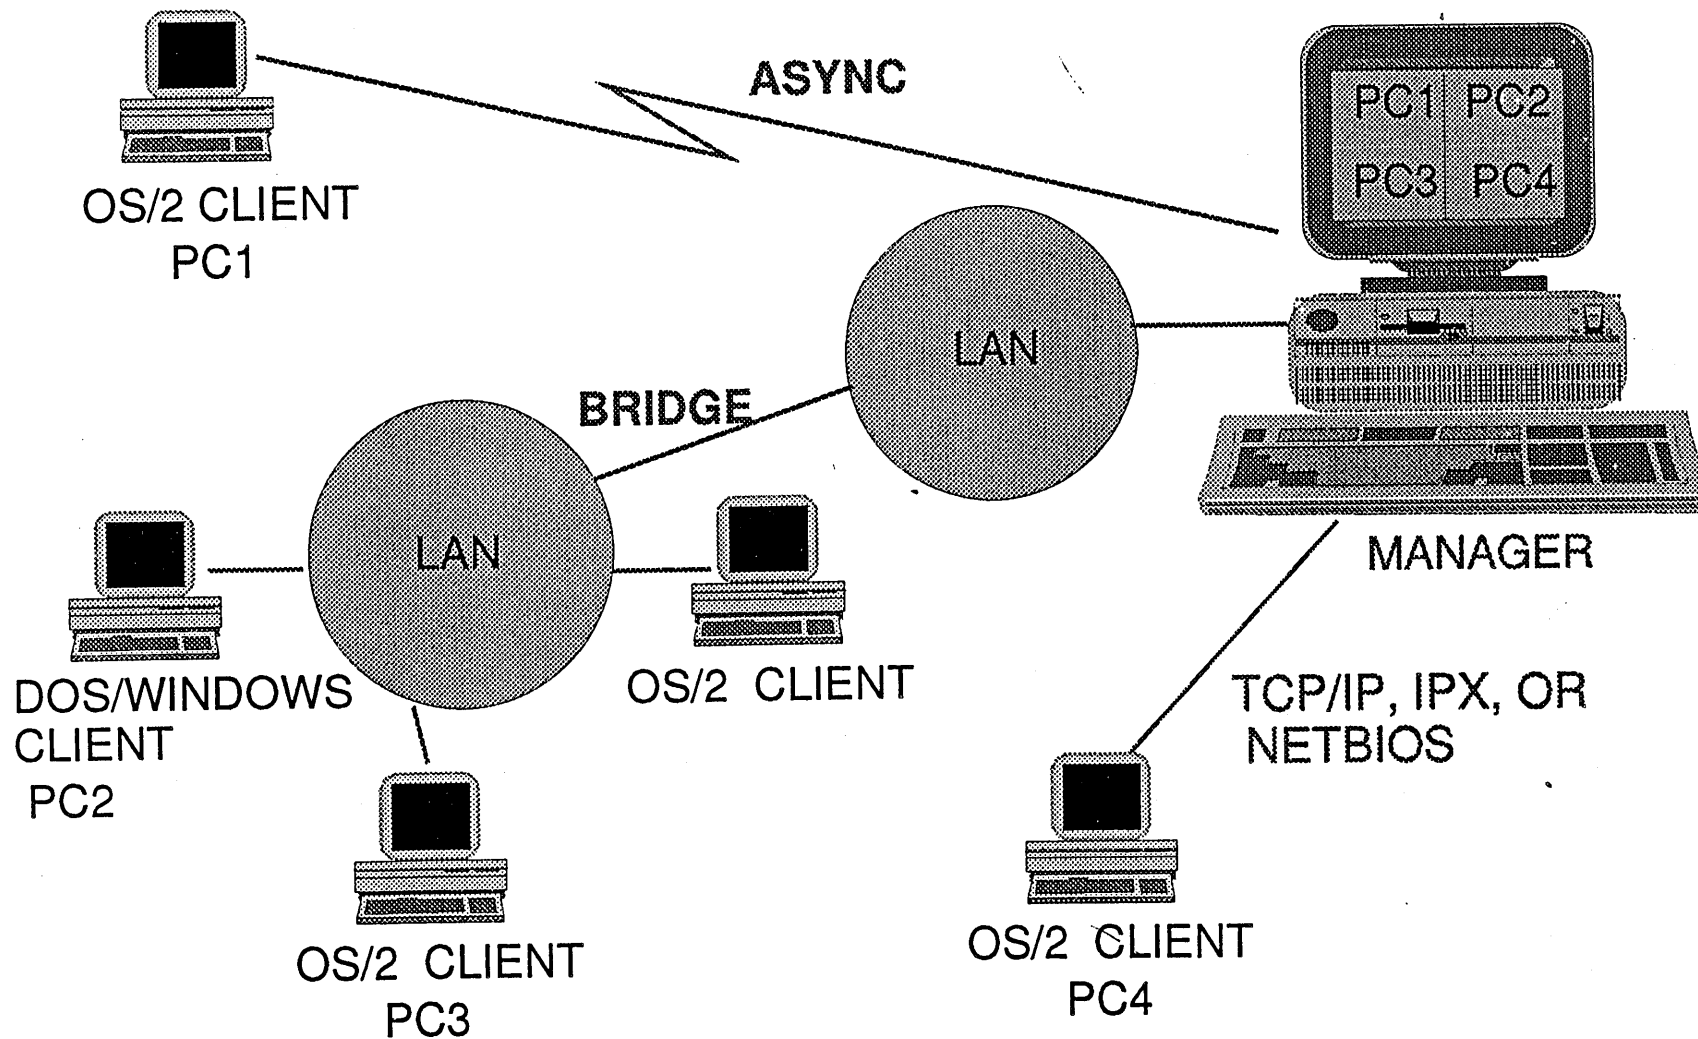 ASYNC
PC1 PC2
PC3 PC4
OS/2 CLIENT
PC1
LAN
BRIDGE
LAN
MANAGER
DOS/WINDOWS
CLIENT
PC2
OS/2 CLIENT
TCP/IP, IPX, OR
NETBIOS
OS/2 CLIENT
PC3
OS/2 CLIENT
PC4